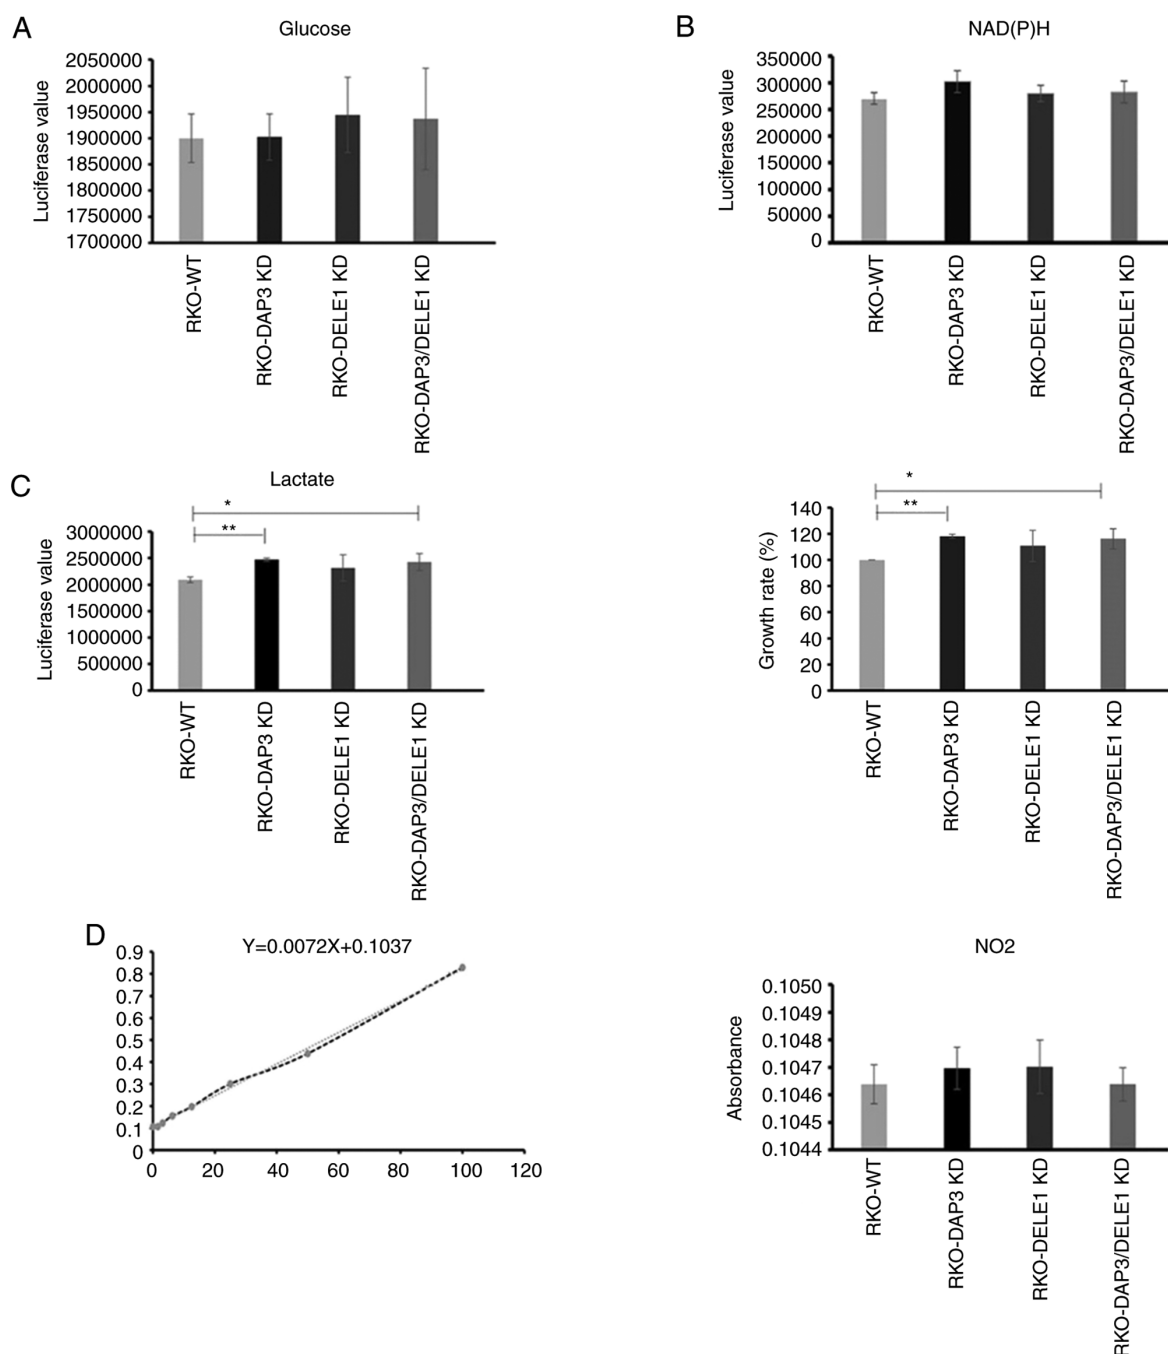 A
Glucose
Luciferase value
2050000
2000000
1950000
1900000
1850000
1800000
1750000
1700000
RKO-WT
RKO-DAP3 KD
RKO-DELE1 KD
RKO-DAP3/DELE1 KD
B
NAD(P)H
Luciferase value
350000
300000
250000
200000
150000
100000
50000
0
RKO-WT
RKO-DAP3 KD
RKO-DELE1 KD
RKO-DAP3/DELE1 KD
C
Lactate
*
**
Luciferase value
3000000
2500000
2000000
1500000
1000000
500000
0
RKO-WT
RKO-DAP3 KD
RKO-DELE1 KD
RKO-DAP3/DELE1 KD
*
**
Growth rate (%)
140
120
100
80
60
40
20
0
RKO-WT
RKO-DAP3 KD
RKO-DELE1 KD
RKO-DAP3/DELE1 KD
D
Y=0.0072X+0.1037
0.9
0.8
0.7
0.6
0.5
0.4
0.3
0.2
0.1
0
0 20 40 60 80 100 120
NO2
Absorbance
0.1050
0.1049
0.1048
0.1047
0.1046
0.1045
0.1044
RKO-WT
RKO-DAP3 KD
RKO-DELE1 KD
RKO-DAP3/DELE1 KD